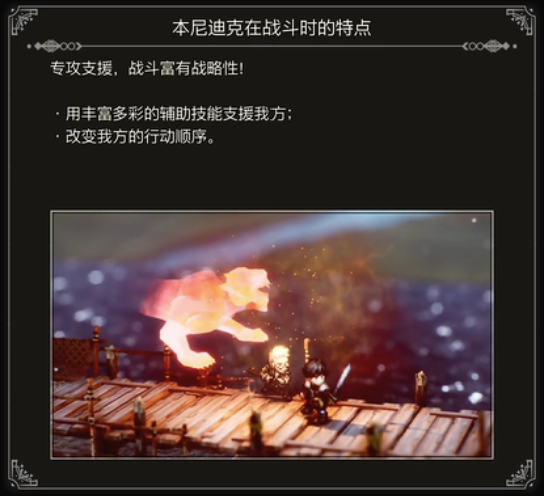 本尼迪克在战斗时的特点
专攻支援，战斗富有战略性！
·用丰富多彩的辅助技能支援我方；
·改变我方的行动顺序。